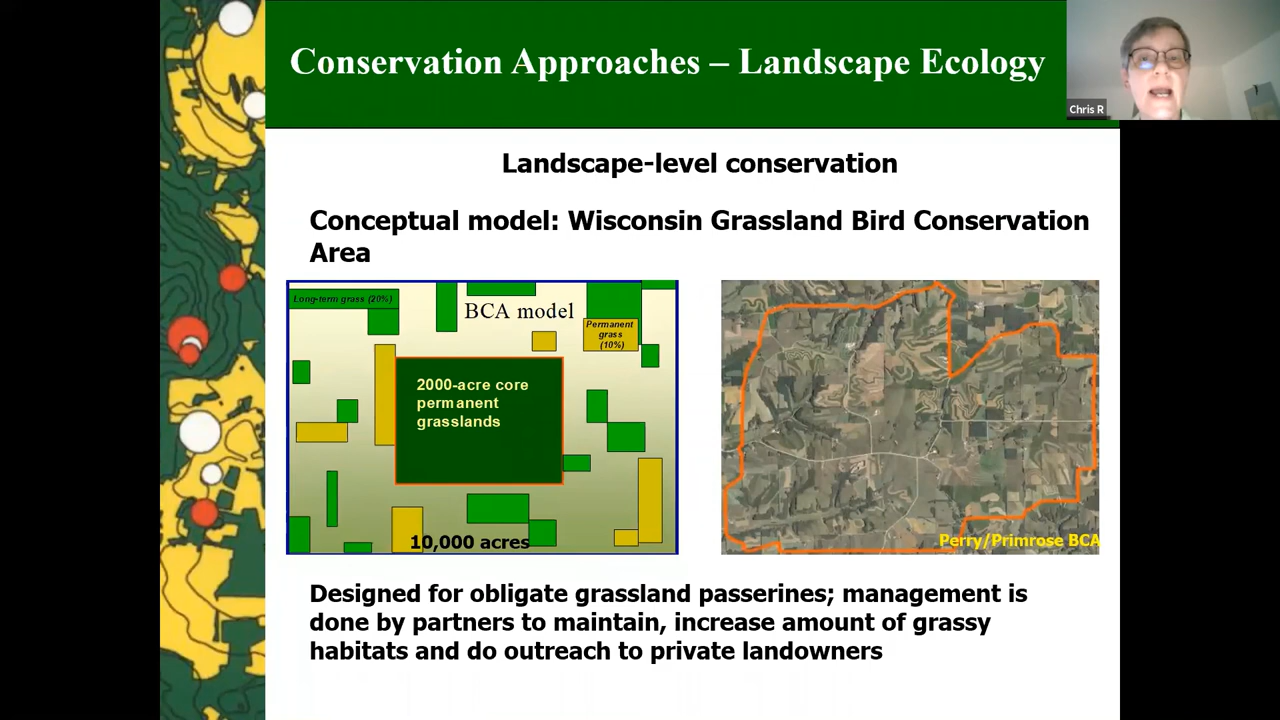 Conservation Approaches – Landscape Ecology
Chris R
Landscape-level conservation
Conceptual model: Wisconsin Grassland Bird Conservation
Area
Long-term grass (20%)
BCA model
Permanent
grass
(10%)
2000-acre core
permanent
grasslands
10,000 acres
Perry/Primrose BCA
Designed for obligate grassland passerines; management is
done by partners to maintain, increase amount of grassy
habitats and do outreach to private landowners